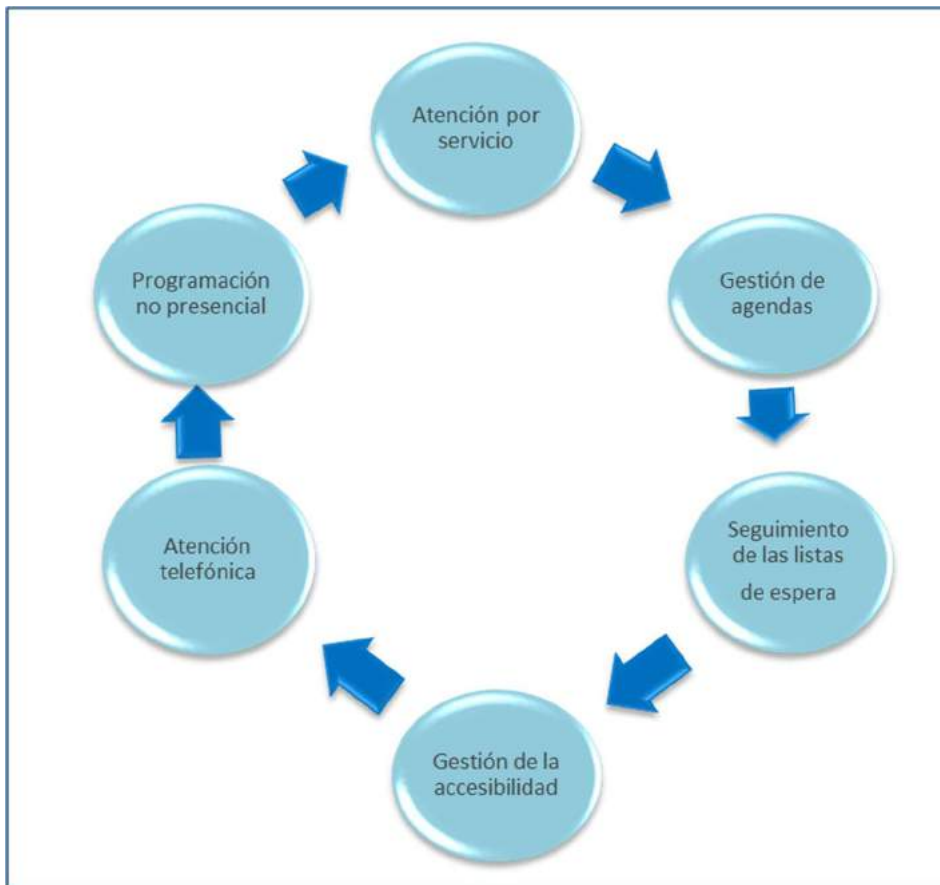 Atención por
servicio
Gestión de
agendas
Seguimiento
de las listas
de espera
Gestión de la
accesibilidad
Atención
telefónica
Programación
no presencial